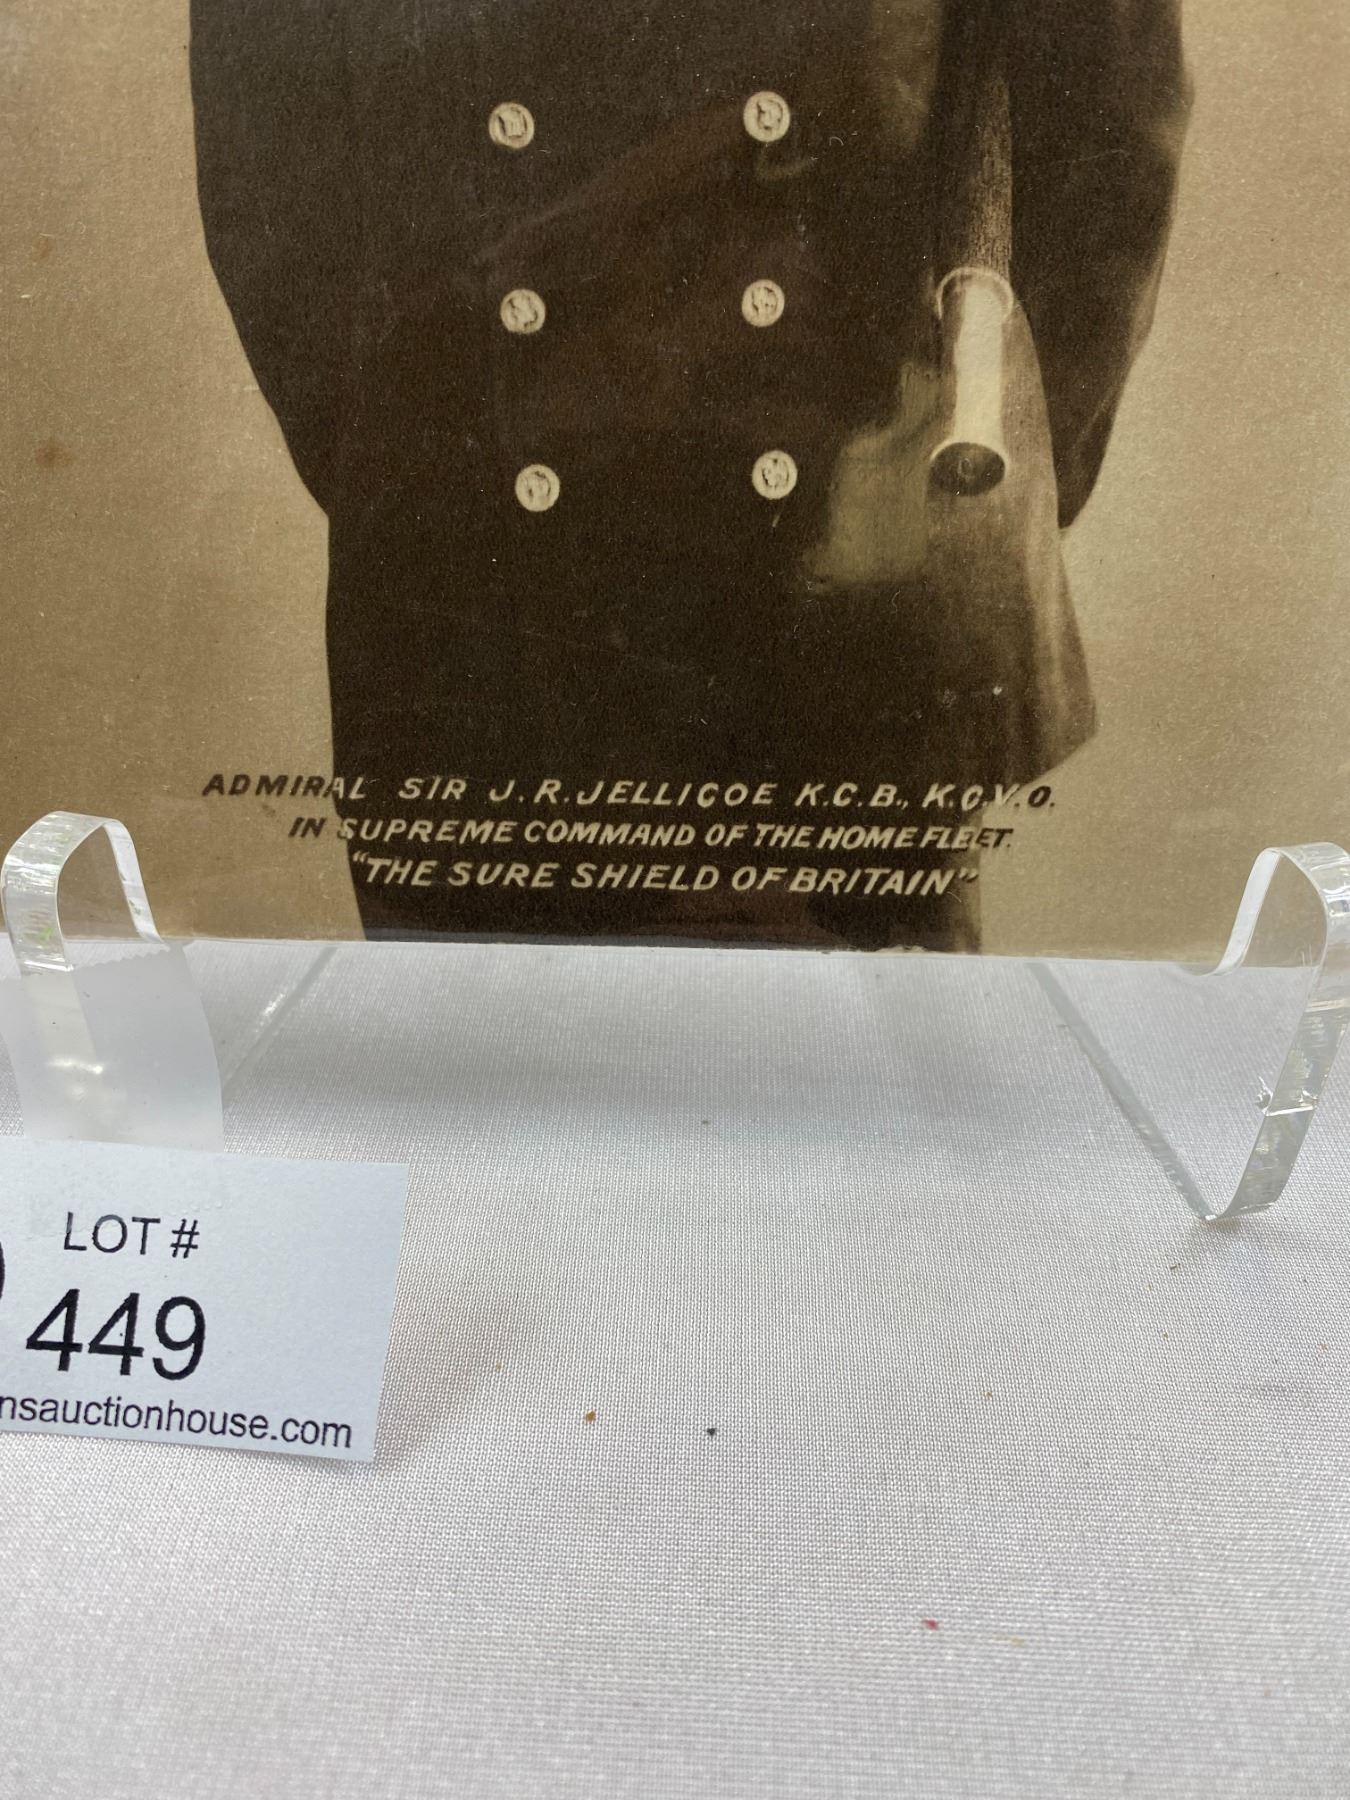 ADMIRAL SIR J.R.JELLICOE K.C.B., K.C.V.O.
IN SUPREME COMMAND OF THE HOME FLEET.
"THE SURE SHIELD OF BRITAIN"
LOT #
449
nsauctionhouse.com